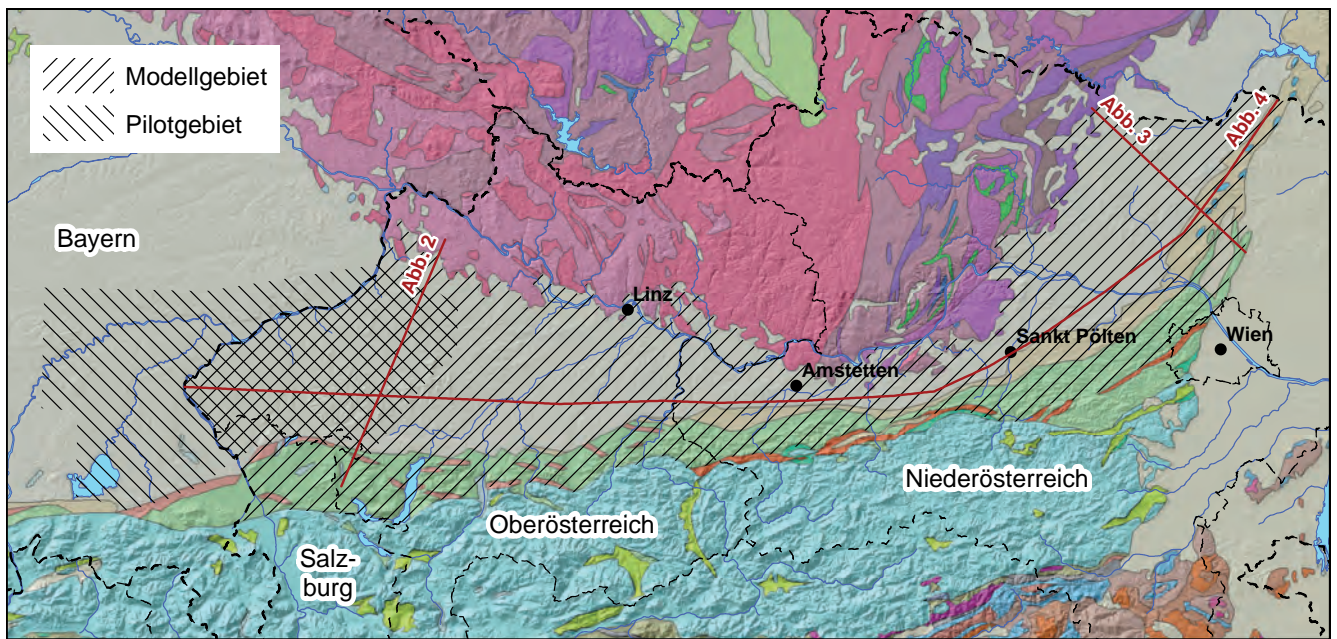 Modellgebiet
Pilotgebiet
Abb. 3
Abb. 4
Bayern
Abb. 2
Linz
Sankt Pölten
Wien
Amstetten
Niederösterreich
Oberösterreich
Salz-
burg